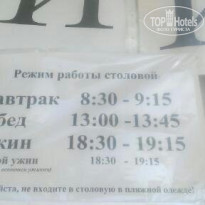 TOP HOTELS
Режим работы столовой
автрак 8:30 - 9:15
бед 13:00 -13:45
жин 18:30 - 19:15
ой ужин 18:30 - 19:15
ста, не входите в столовую в пляжной одежде!